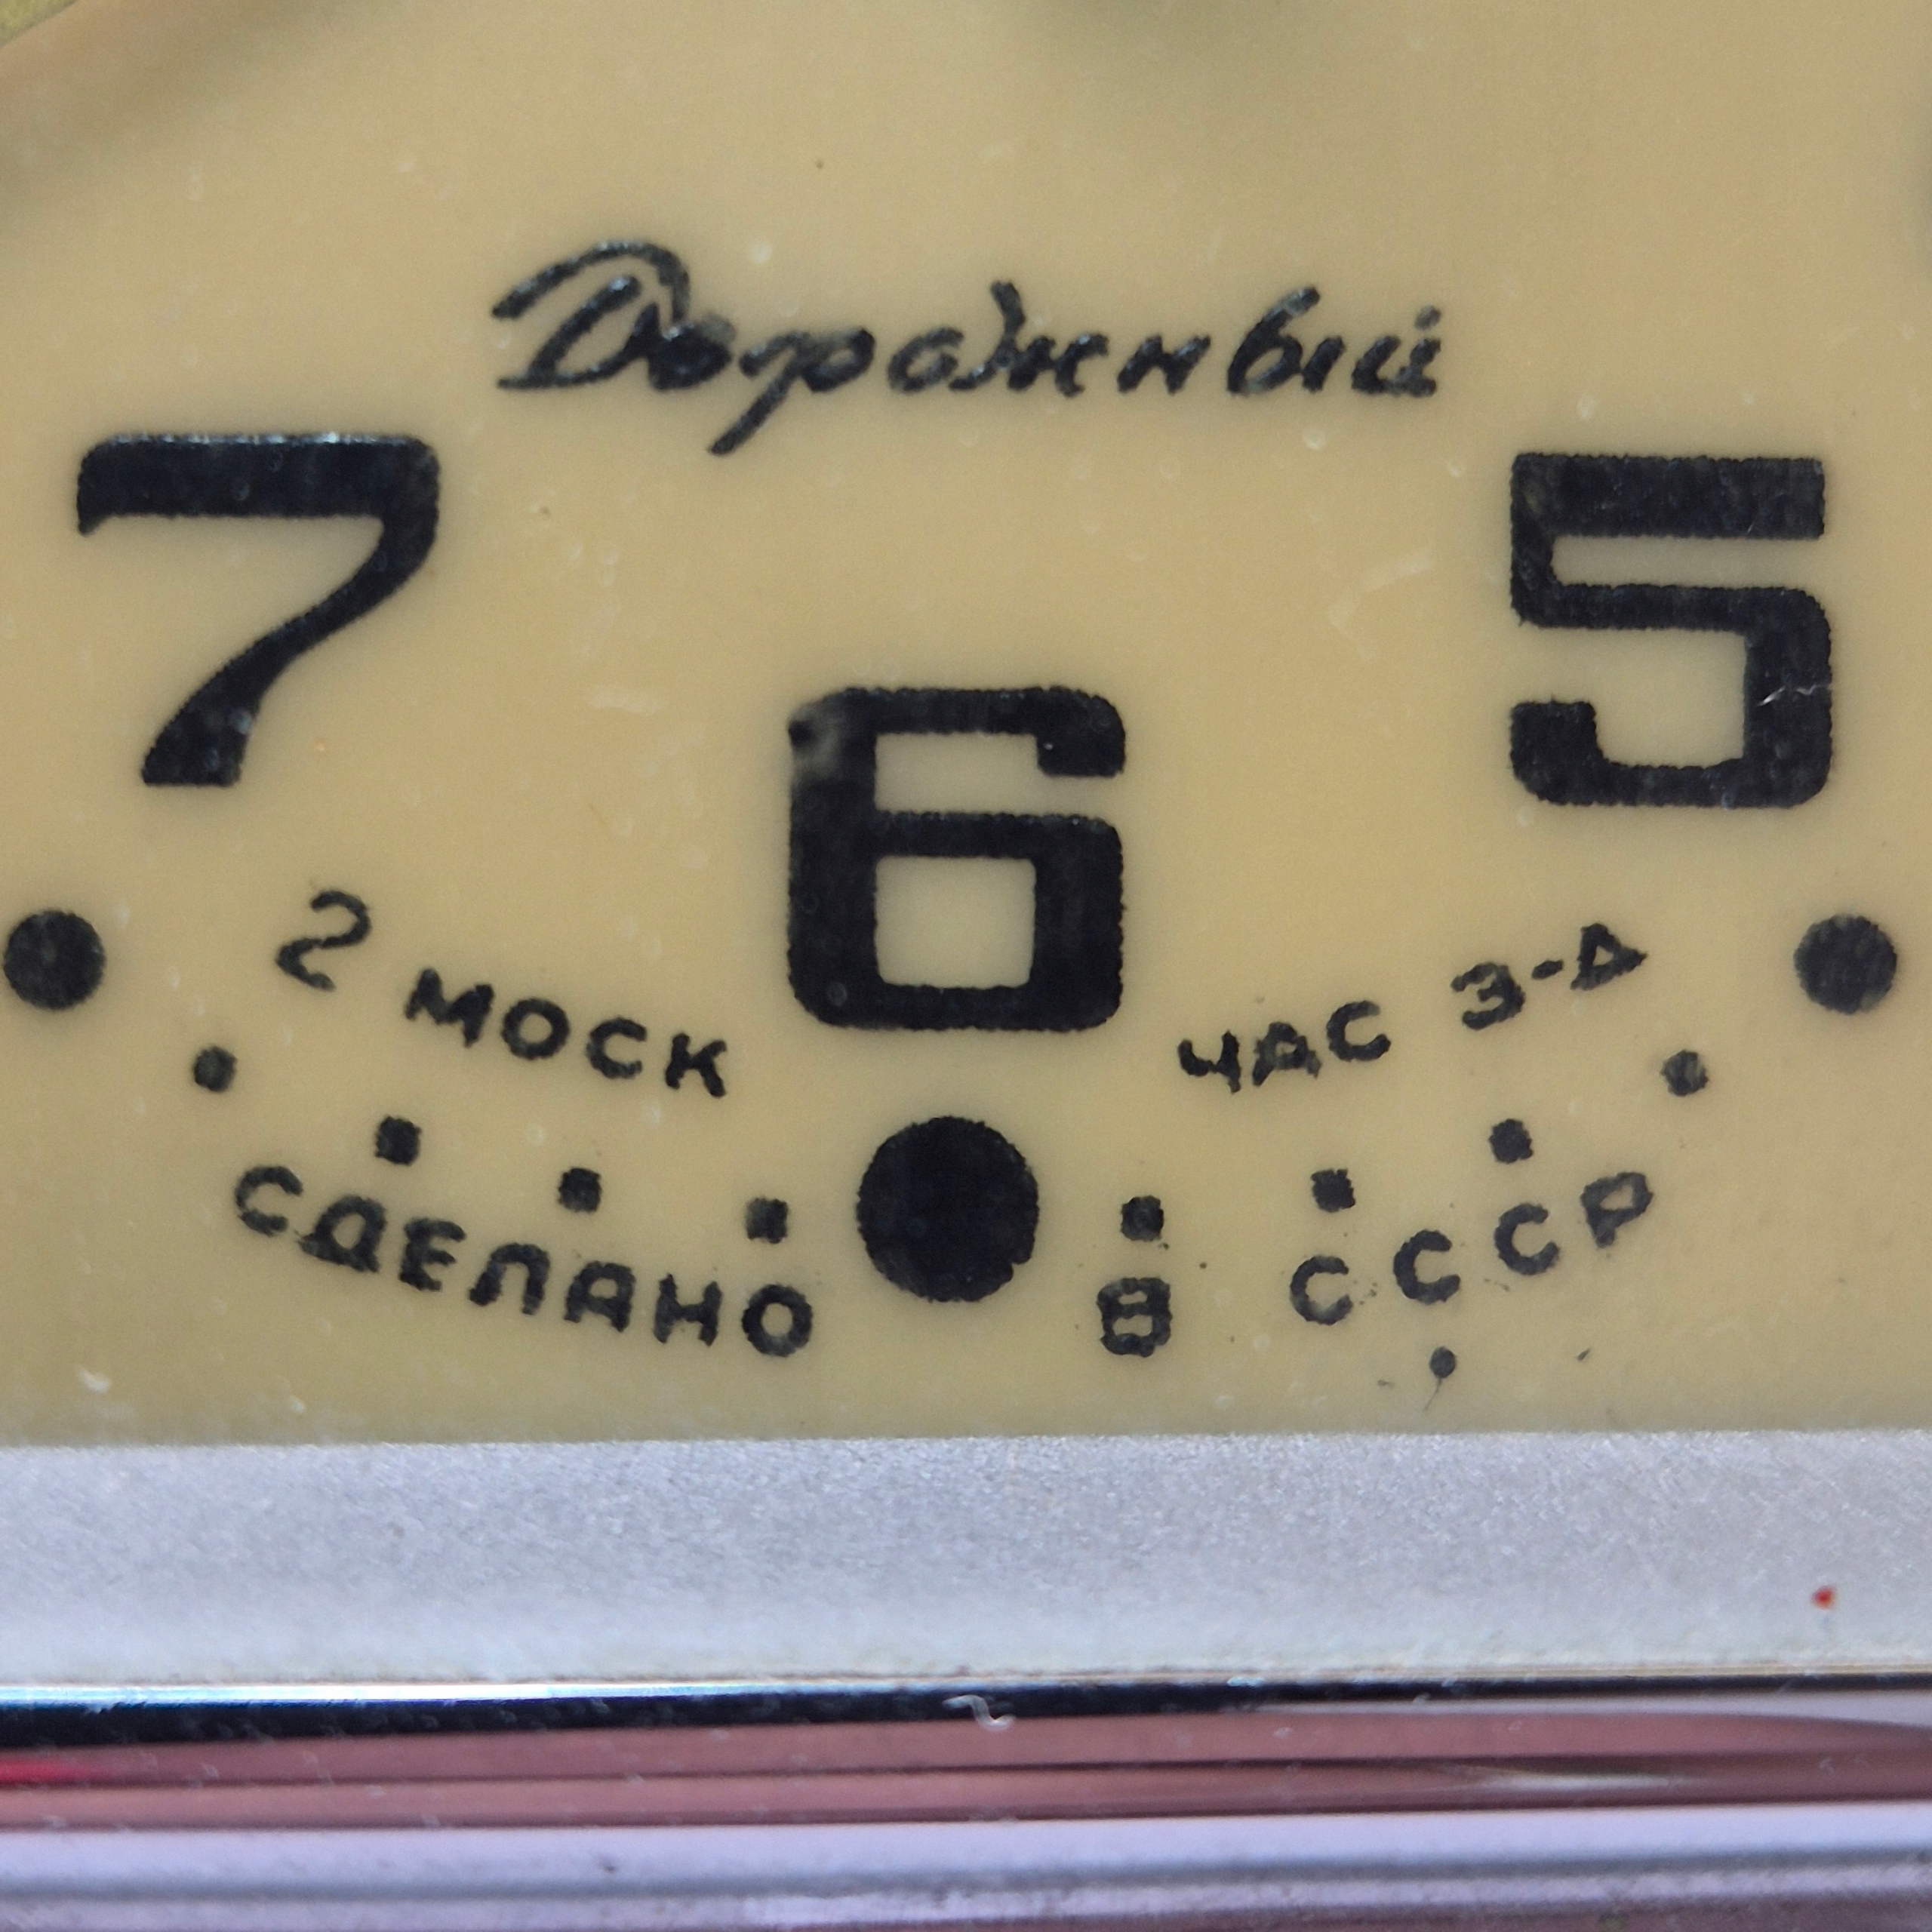 Дорожный
7 6 5
2 МОСК ЧАС З-Д
СДЕЛАНО В СССР